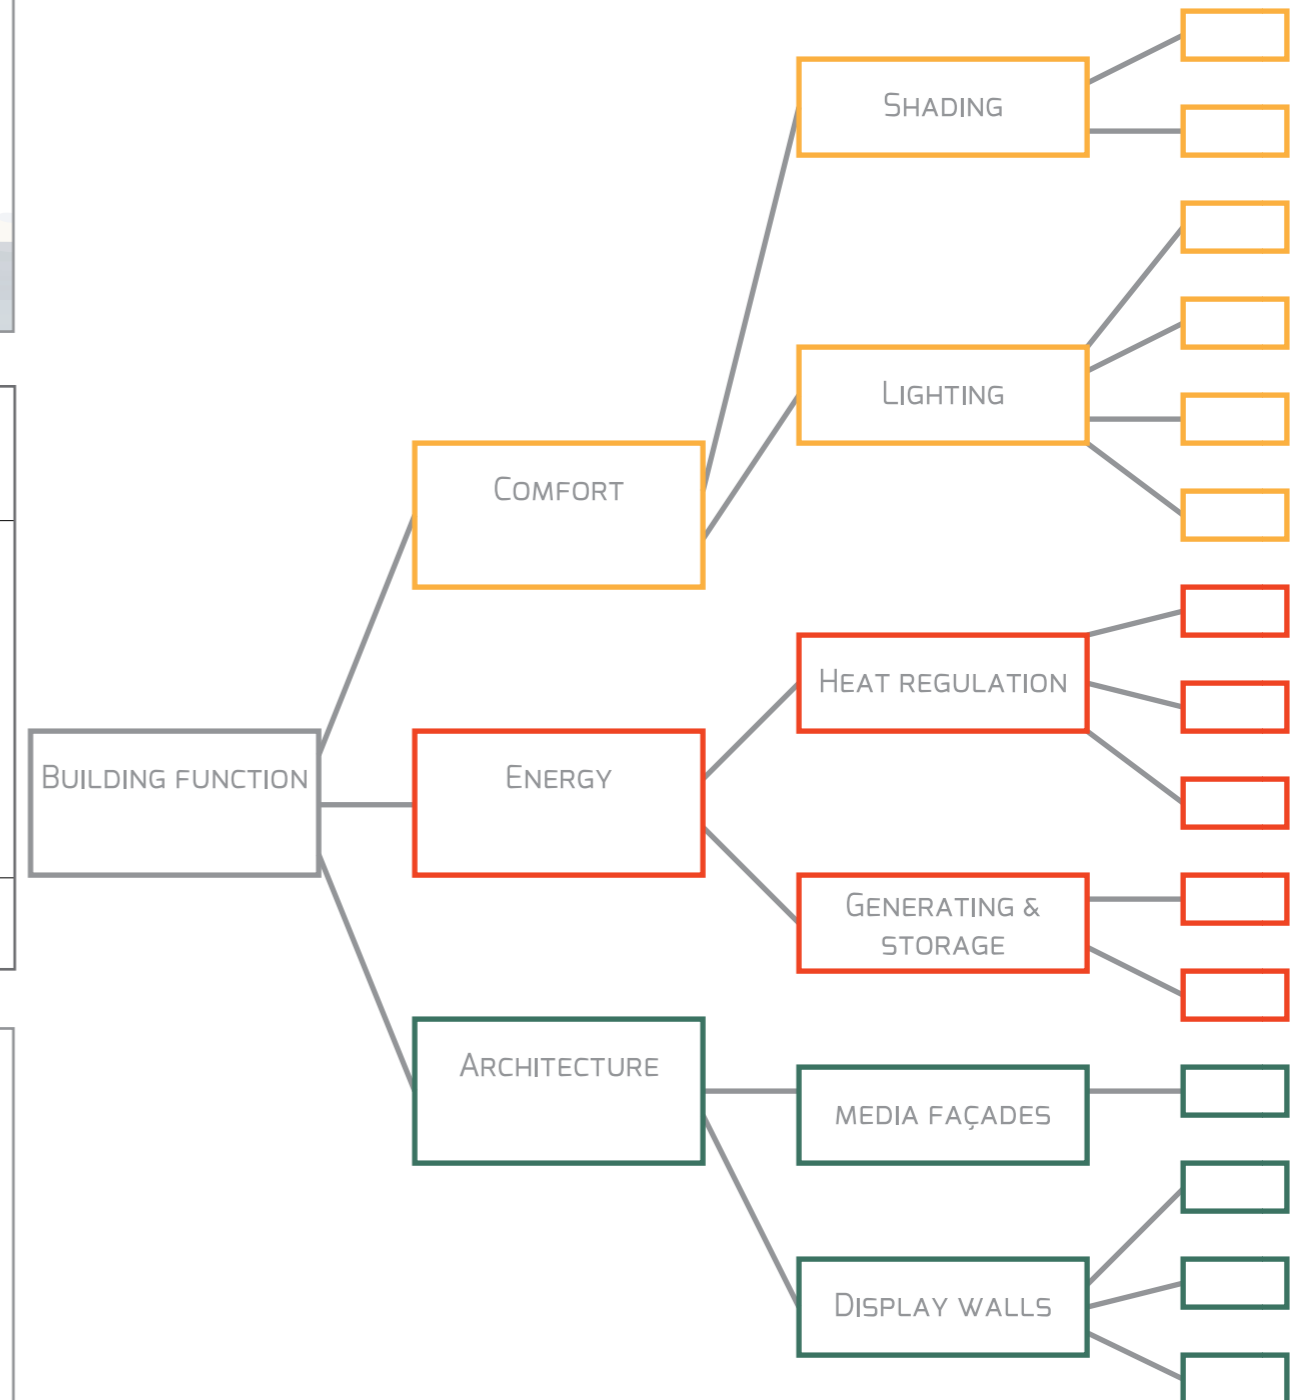 Shading
Lighting
Comfort
Heat regulation
Building function
Energy
Generating &
storage
Architecture
media façades
Display walls